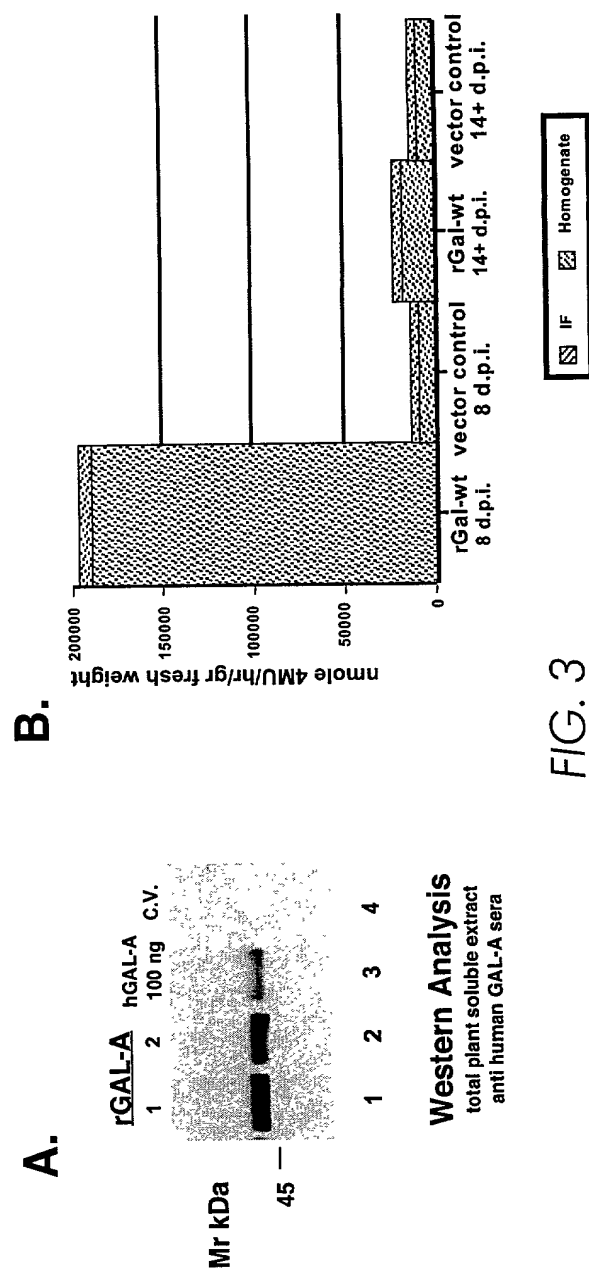 A.
rGAL-A
hGAL-A
1 2 100 ng C.V.
Mr kDa
45 —
1 2 3 4
Western Analysis
total plant soluble extract
anti human GAL-A sera
B.
nmole 4MU/hr/gr fresh weight
200000
150000
100000
50000
0
rGal-wt
8 d.p.i.
vector control
8 d.p.i.
rGal-wt
14+ d.p.i.
vector control
14+ d.p.i.
IF Homogenate
FIG. 3